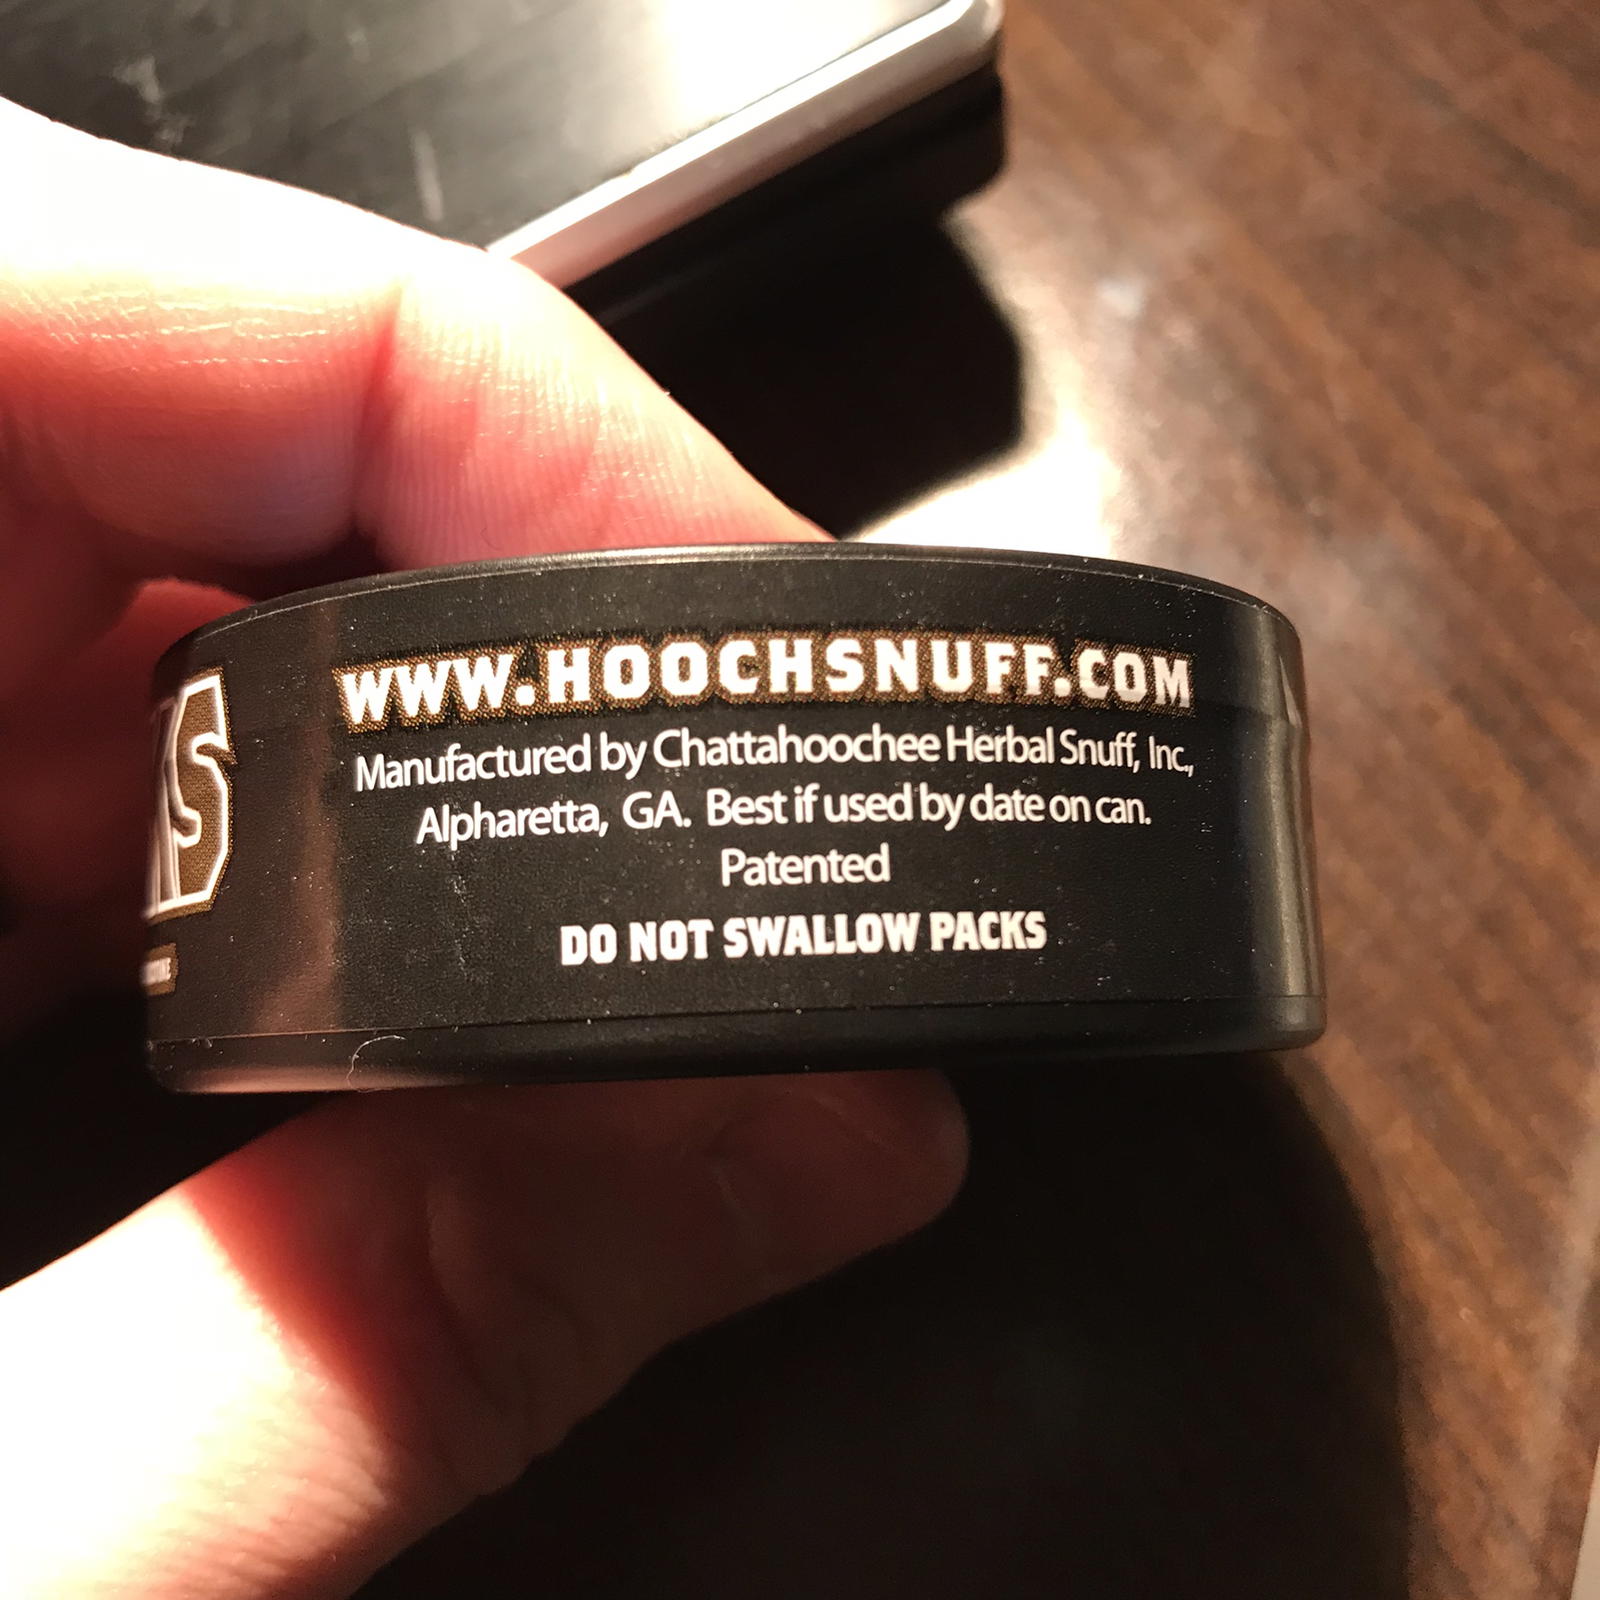 WWW.HOOCHSNUFF.COM
Manufactured by Chattahoochee Herbal Snuff, Inc,
Alpharetta, GA. Best if used by date on can.
Patented
DO NOT SWALLOW PACKS